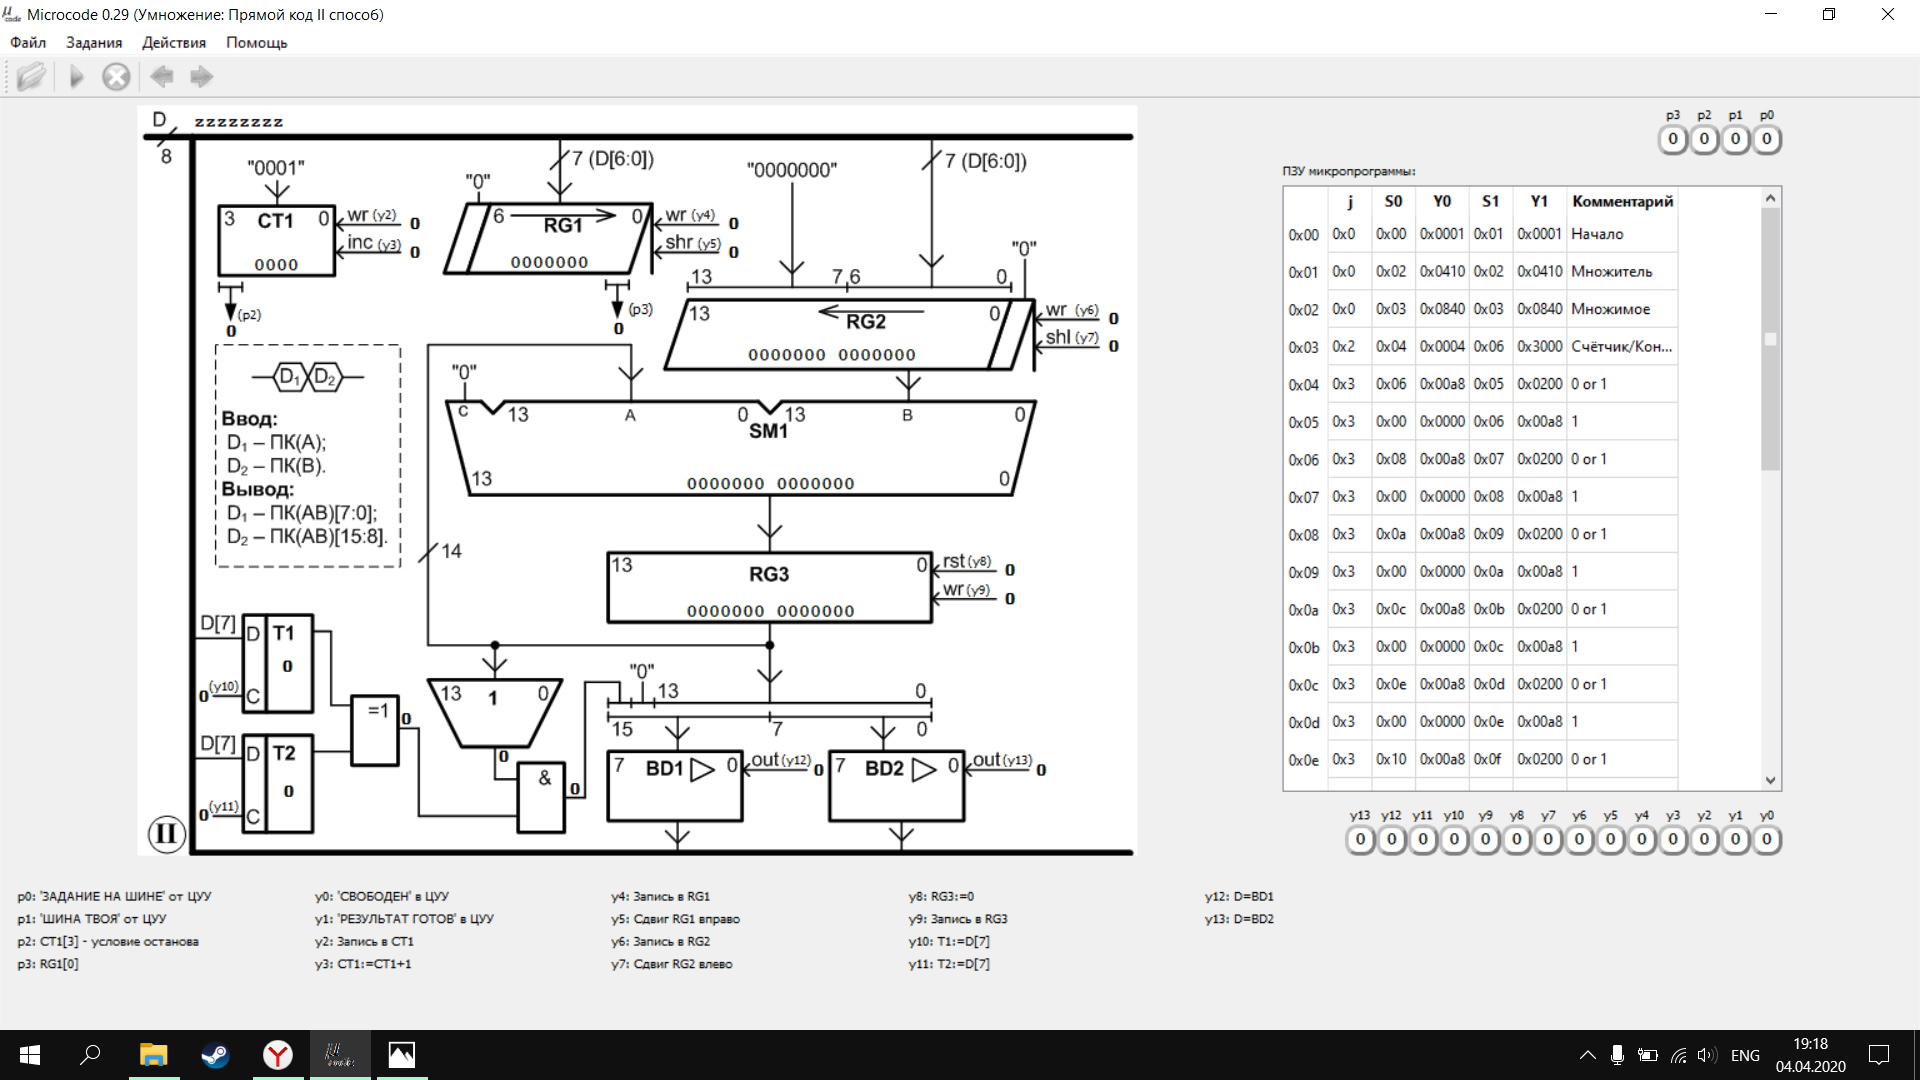 Microcode 0.29 (Умножение: Прямой код II способ)
Файл Задания Действия Помощь
D zzzzzzzz
8
"0001"
3 CT1 0
0000
wr (y2) 0
inc (y3) 0
(p2)
0
7 (D[6:0])
"0"
6 RG1 0
0000000
wr (y4) 0
shr (y5) 0
(p3)
0
"0000000"
7 (D[6:0])
"0"
13 7,6 0
13 RG2 0
0000000 0000000
wr (y6) 0
shl (y7) 0
D1 D2
Ввод:
D1 – ПК(A);
D2 – ПК(B).
Вывод:
D1 – ПК(AB)[7:0];
D2 – ПК(AB)[15:8].
"0"
C 13 A 0 13 B 0
SM1
13 0000000 0000000 0
14
13 RG3 0
0000000 0000000
rst (y8) 0
wr (y9) 0
D[7] D T1
0
0 (y10) C
D[7] D T2
0
0 (y11) C
=1 0
13 1 0
0
& 0
"0" 13 0
15 7 0
7 BD1 0 out (y12) 0
7 BD2 0 out (y13) 0
II
p3 p2 p1 p0
0 0 0 0
ПЗУ микропрограммы:
j S0 Y0 S1 Y1 Комментарий
0x00 0x0 0x00 0x0001 0x01 0x0001 Начало
0x01 0x0 0x02 0x0410 0x02 0x0410 Множитель
0x02 0x0 0x03 0x0840 0x03 0x0840 Множимое
0x03 0x2 0x04 0x0004 0x06 0x3000 Счётчик/Кон...
0x04 0x3 0x06 0x00a8 0x05 0x0200 0 or 1
0x05 0x3 0x00 0x0000 0x06 0x00a8 1
0x06 0x3 0x08 0x00a8 0x07 0x0200 0 or 1
0x07 0x3 0x00 0x0000 0x08 0x00a8 1
0x08 0x3 0x0a 0x00a8 0x09 0x0200 0 or 1
0x09 0x3 0x00 0x0000 0x0a 0x00a8 1
0x0a 0x3 0x0c 0x00a8 0x0b 0x0200 0 or 1
0x0b 0x3 0x00 0x0000 0x0c 0x00a8 1
0x0c 0x3 0x0e 0x00a8 0x0d 0x0200 0 or 1
0x0d 0x3 0x00 0x0000 0x0e 0x00a8 1
0x0e 0x3 0x10 0x00a8 0x0f 0x0200 0 or 1
y13 y12 y11 y10 y9 y8 y7 y6 y5 y4 y3 y2 y1 y0
0 0 0 0 0 0 0 0 0 0 0 0 0 0
p0: 'ЗАДАНИЕ НА ШИНЕ' от ЦУУ
p1: 'ШИНА ТВОЯ' от ЦУУ
p2: CT1[3] - условие останова
p3: RG1[0]
y0: 'СВОБОДЕН' в ЦУУ
y1: 'РЕЗУЛЬТАТ ГОТОВ' в ЦУУ
y2: Запись в CT1
y3: CT1:=CT1+1
y4: Запись в RG1
y5: Сдвиг RG1 вправо
y6: Запись в RG2
y7: Сдвиг RG2 влево
y8: RG3:=0
y9: Запись в RG3
y10: T1:=D[7]
y11: T2:=D[7]
y12: D=BD1
y13: D=BD2
ENG
19:18
04.04.2020